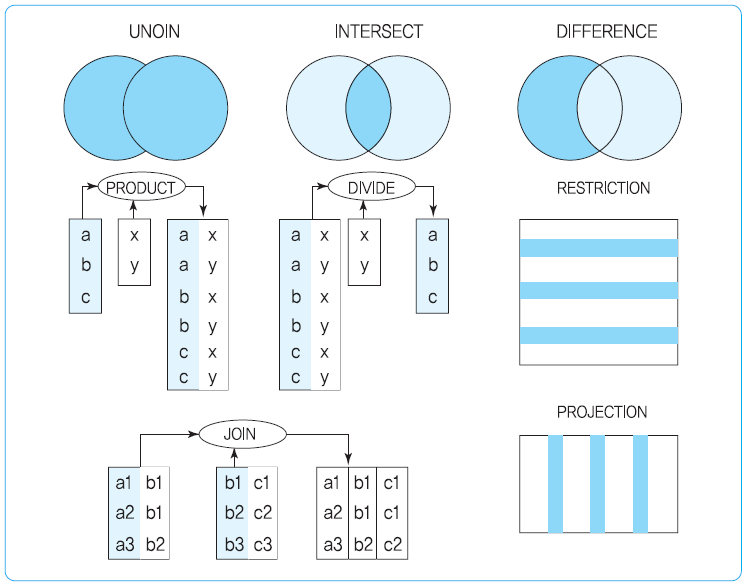 UNOIN
INTERSECT
DIFFERENCE
PRODUCT
a
b
c
x
y
a x
a y
b x
b y
c x
c y
DIVIDE
a x
a y
b x
b y
c x
c y
x
y
a
b
c
RESTRICTION
JOIN
a1 b1
a2 b1
a3 b2
b1 c1
b2 c2
b3 c3
a1 b1 c1
a2 b1 c1
a3 b2 c2
PROJECTION